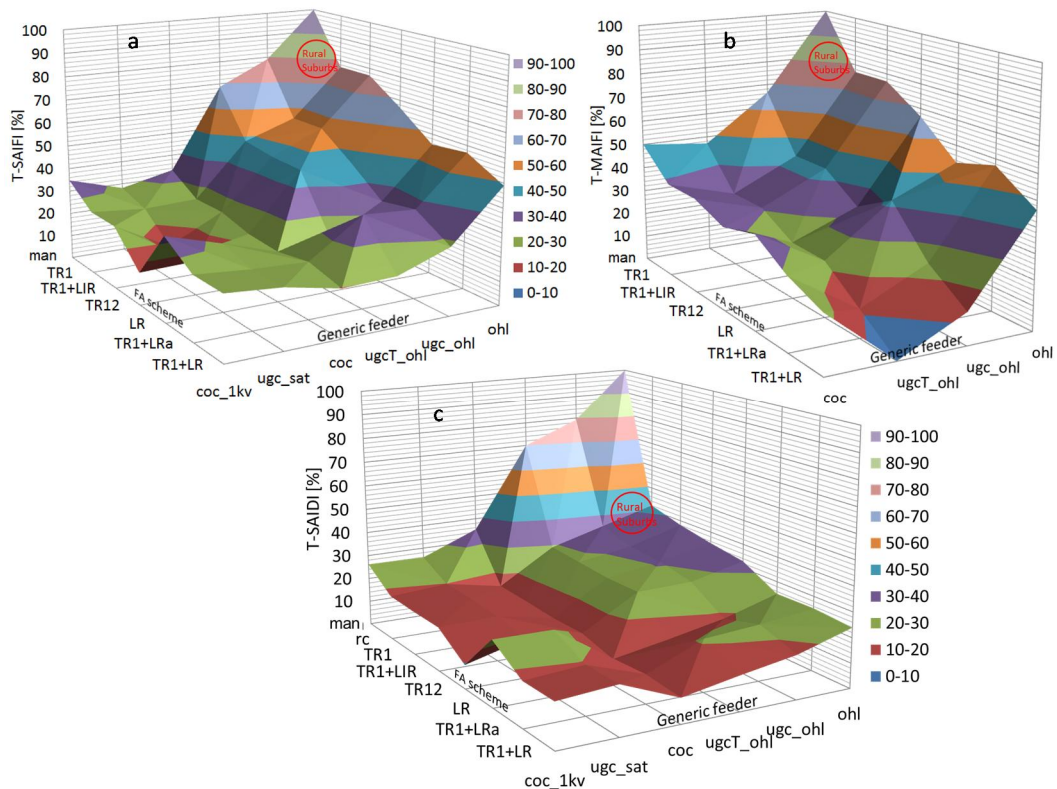 a
T-SAIFI [%]
100
90
80
70
60
50
40
30
20
10
man
TR1
TR1+LIR
TR12
LR
TR1+LRa
TR1+LR
FA scheme
coc_1kv
ugc_sat
coc
ugcT_ohl
ugc_ohl
ohl
Generic feeder
Rural
Suburbs
90-100
80-90
70-80
60-70
50-60
40-50
30-40
20-30
10-20
0-10
b
T-MAIFI [%]
100
90
80
70
60
50
40
30
20
10
man
TR1
TR1+LIR
TR12
LR
TR1+LRa
TR1+LR
FA scheme
coc
ugcT_ohl
ugc_ohl
ohl
Generic feeder
Rural
Suburbs
c
T-SAIDI [%]
100
90
80
70
60
50
40
30
20
10
man
rc
TR1
TR1+LIR
TR12
LR
TR1+LRa
TR1+LR
FA scheme
coc_1kv
ugc_sat
coc
ugcT_ohl
ugc_ohl
ohl
Generic feeder
Rural
Suburbs
90-100
80-90
70-80
60-70
50-60
40-50
30-40
20-30
10-20
0-10